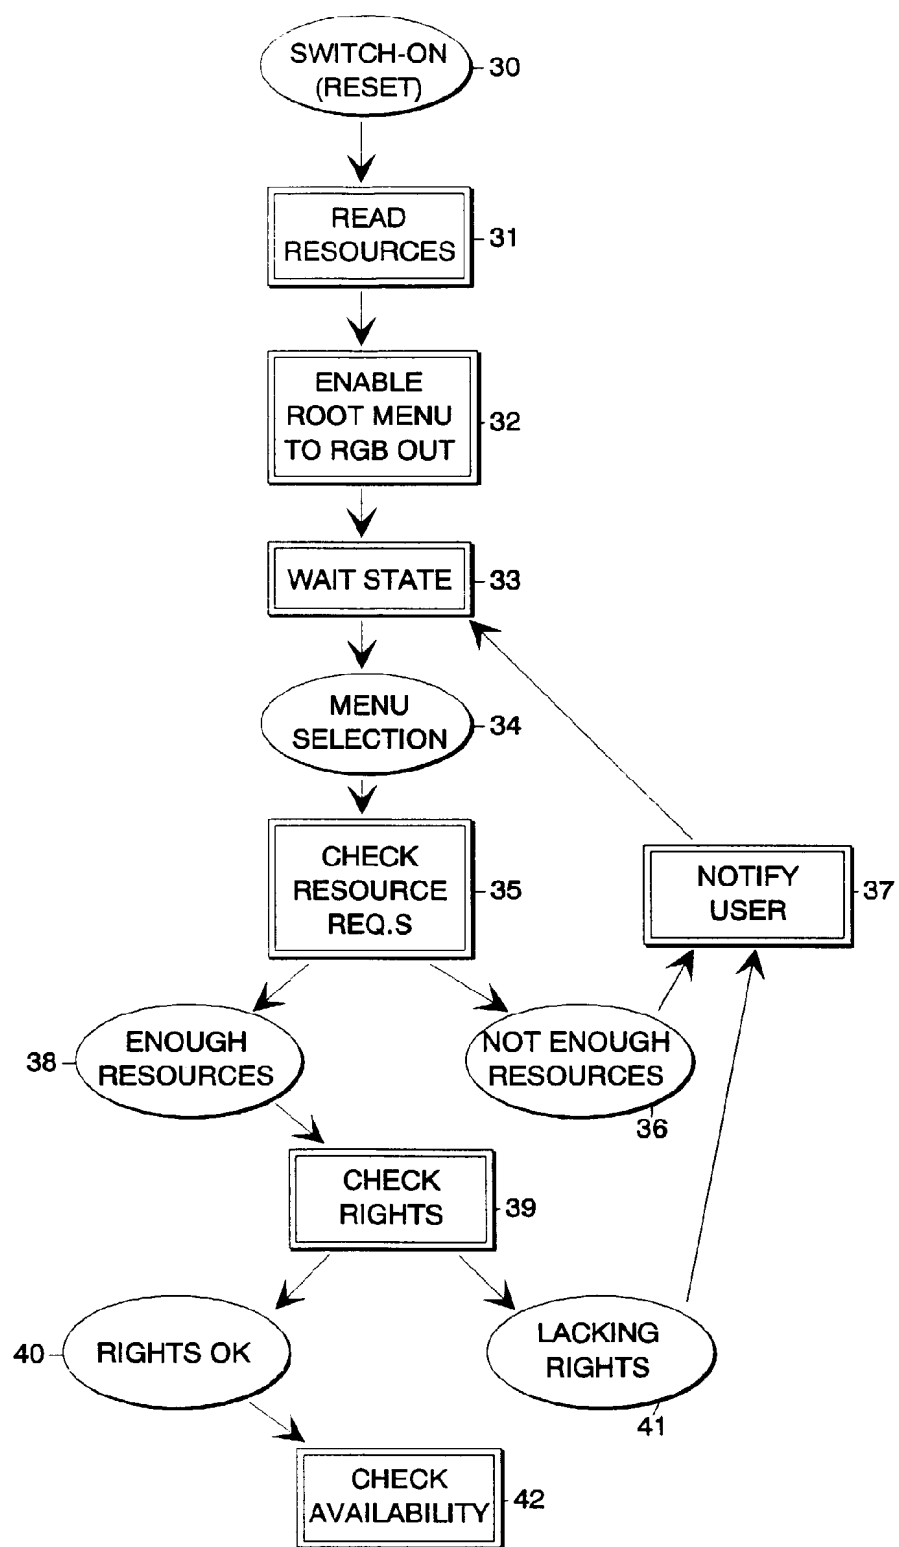 SWITCH-ON
(RESET)
30
READ
RESOURCES
31
ENABLE
ROOT MENU
TO RGB OUT
32
WAIT STATE
33
MENU
SELECTION
34
CHECK
RESOURCE
REQ.S
35
NOTIFY
USER
37
38
ENOUGH
RESOURCES
NOT ENOUGH
RESOURCES
36
CHECK
RIGHTS
39
40
RIGHTS OK
LACKING
RIGHTS
41
CHECK
AVAILABILITY
42